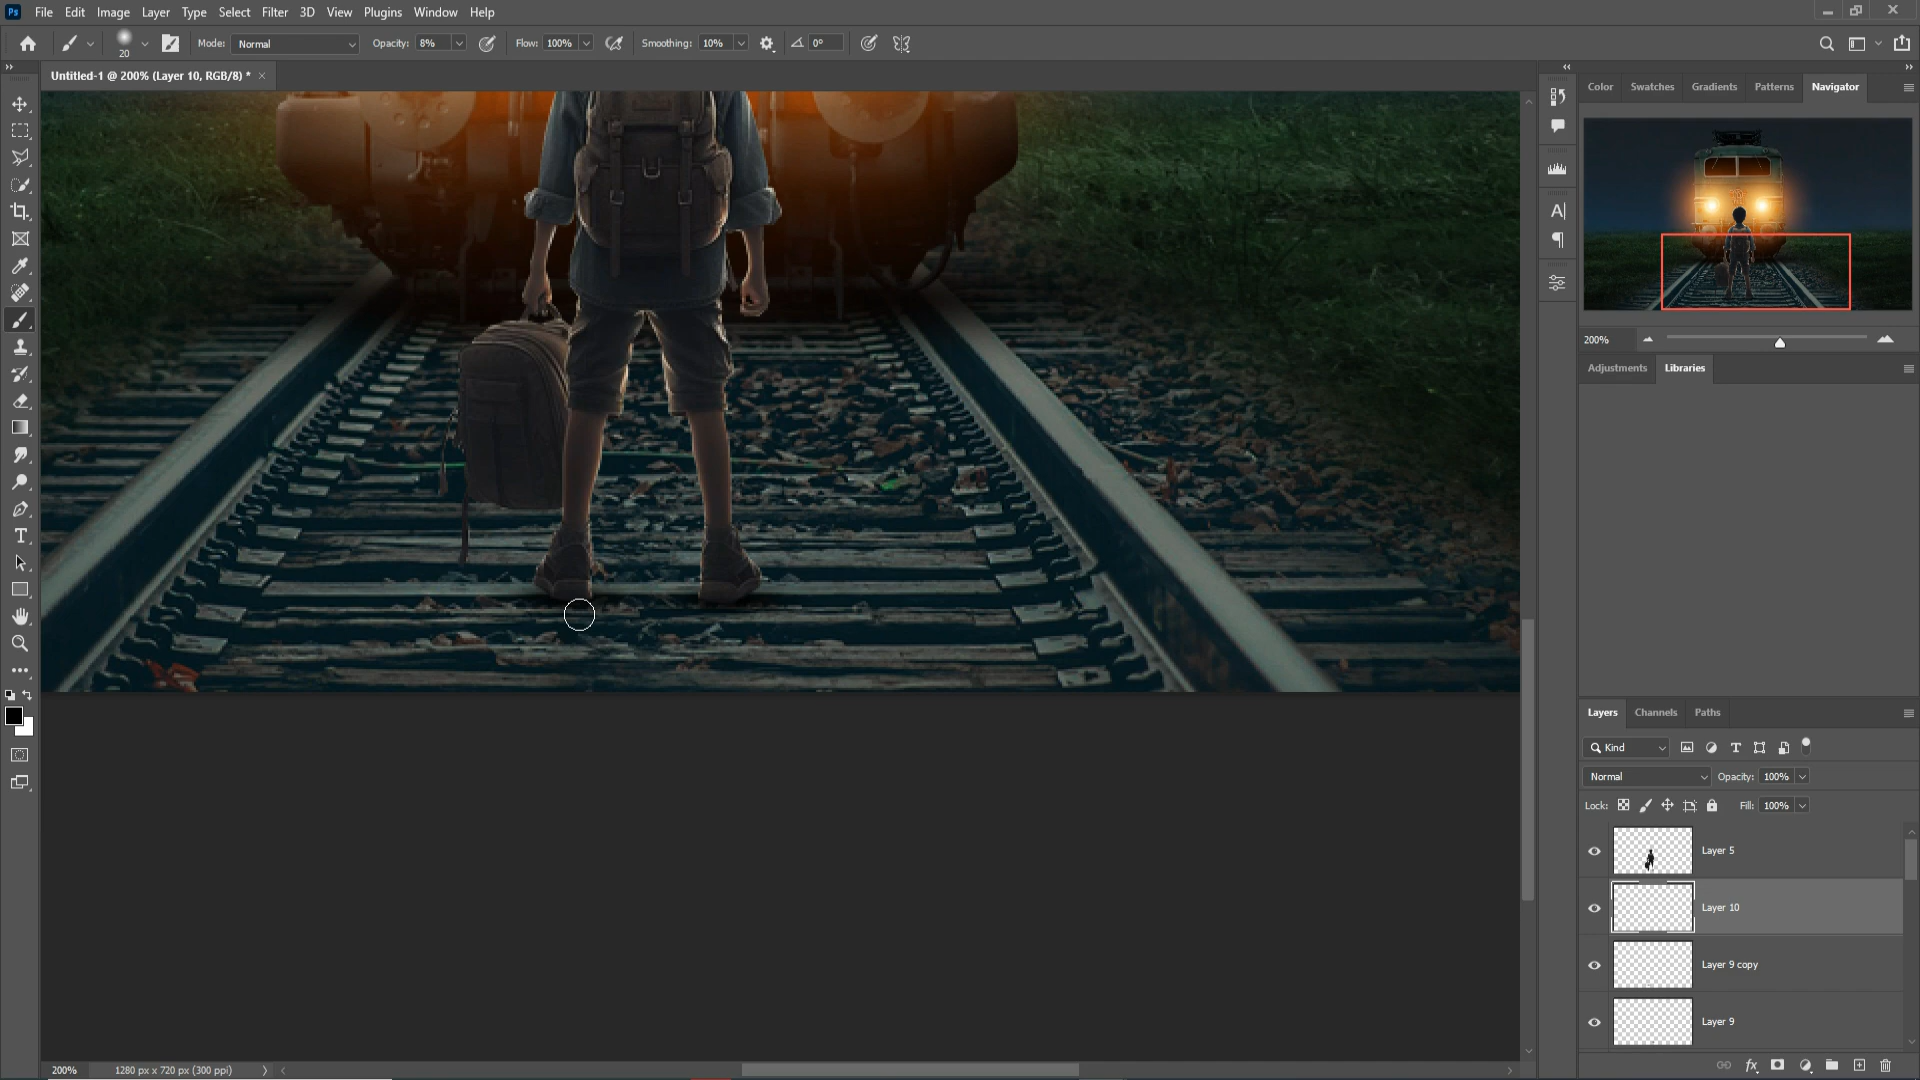 Ps File Edit Image Layer Type Select Filter 3D View Plugins Window Help
20 Mode: Normal Opacity: 8% Flow: 100% Smoothing: 10% 0°
Untitled-1 @ 200% (Layer 10, RGB/8) *
Color Swatches Gradients Patterns Navigator
200%
Adjustments Libraries
Layers Channels Paths
Kind
Normal Opacity: 100%
Lock: Fill: 100%
Layer 5
Layer 10
Layer 9 copy
Layer 9
200% 1280 px x 720 px (300 ppi)
fx